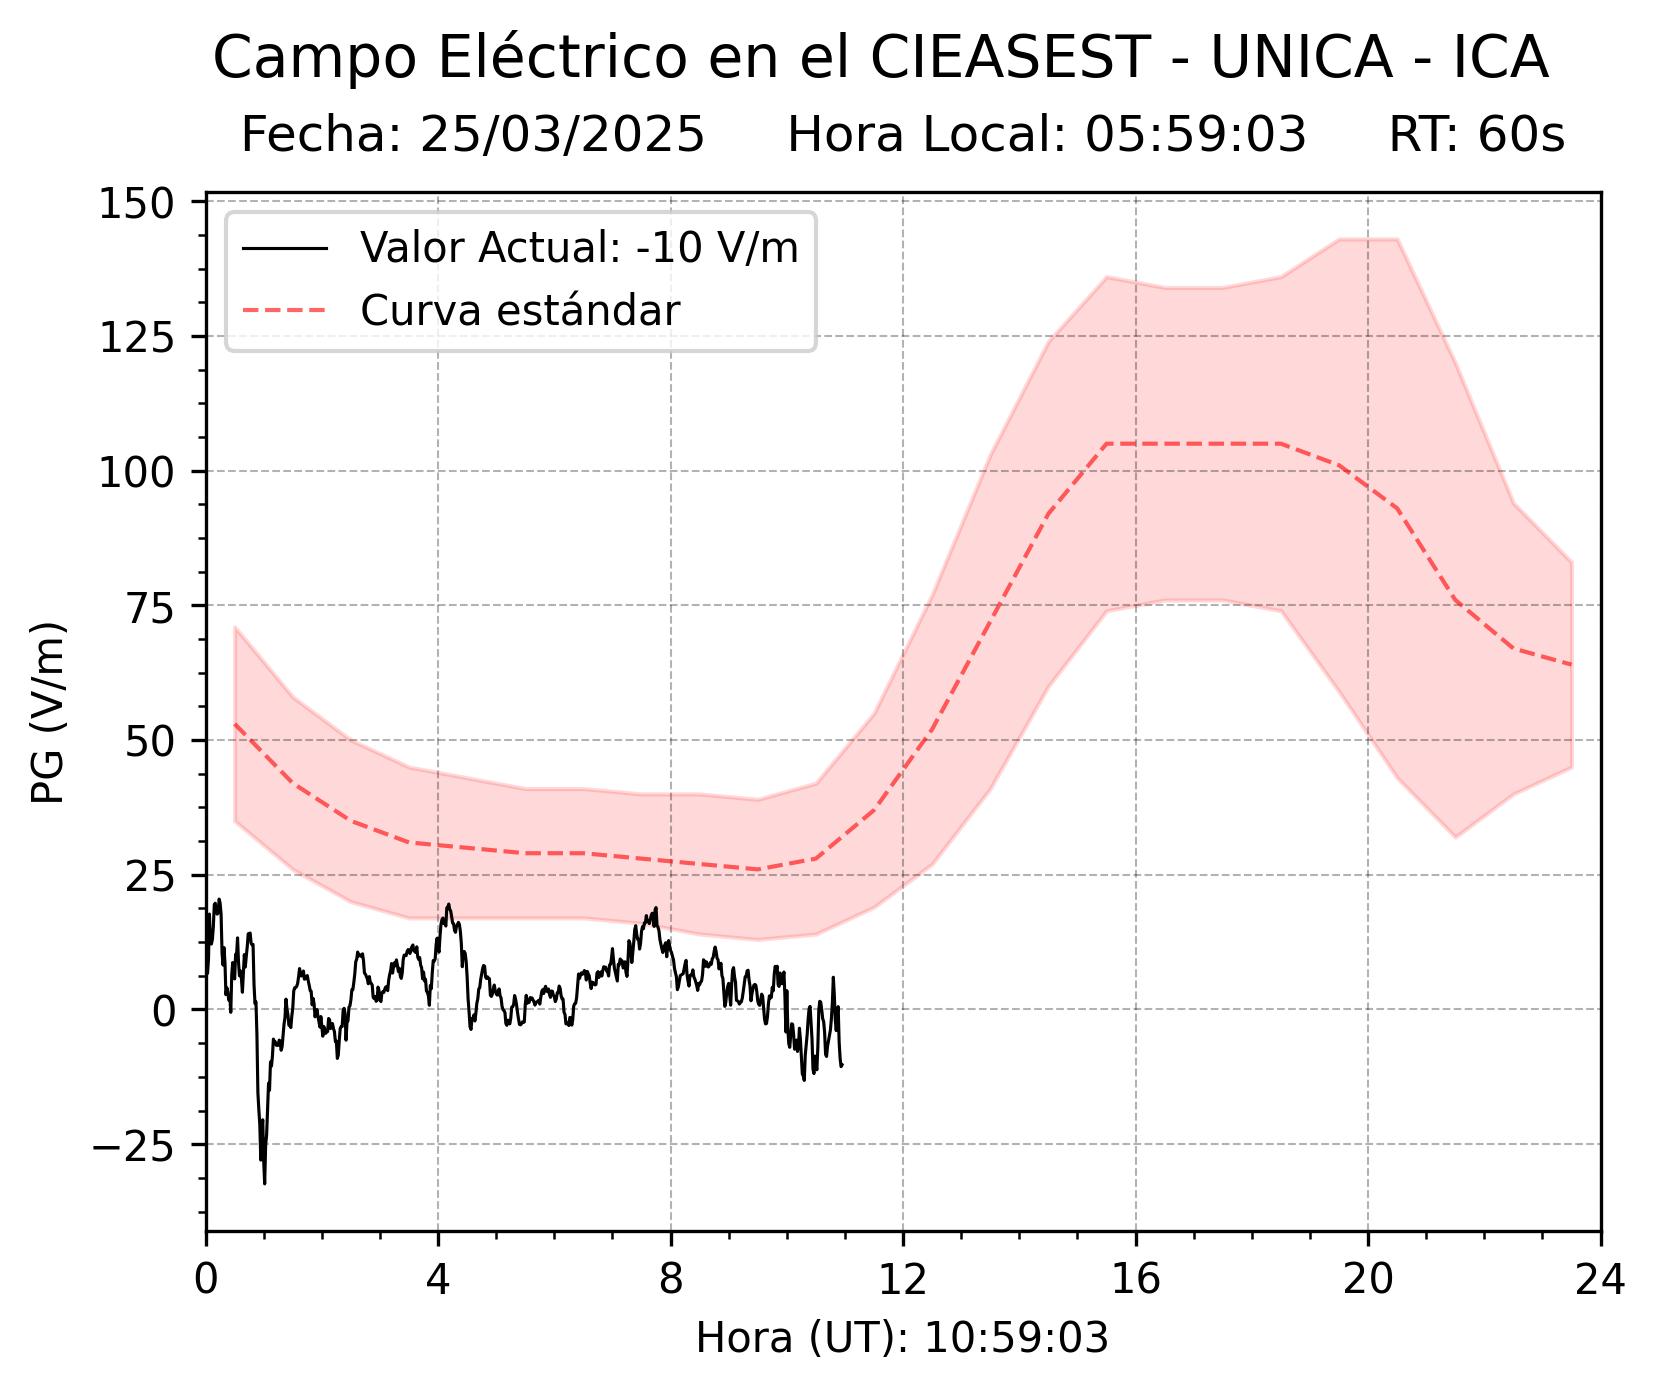 Campo Eléctrico en el CIEASEST - UNICA - ICA
Fecha: 25/03/2025 Hora Local: 05:59:03 RT: 60s
Valor Actual: -10 V/m
Curva estándar
150
125
100
75
50
25
0
−25
PG (V/m)
0 4 8 12 16 20 24
Hora (UT): 10:59:03